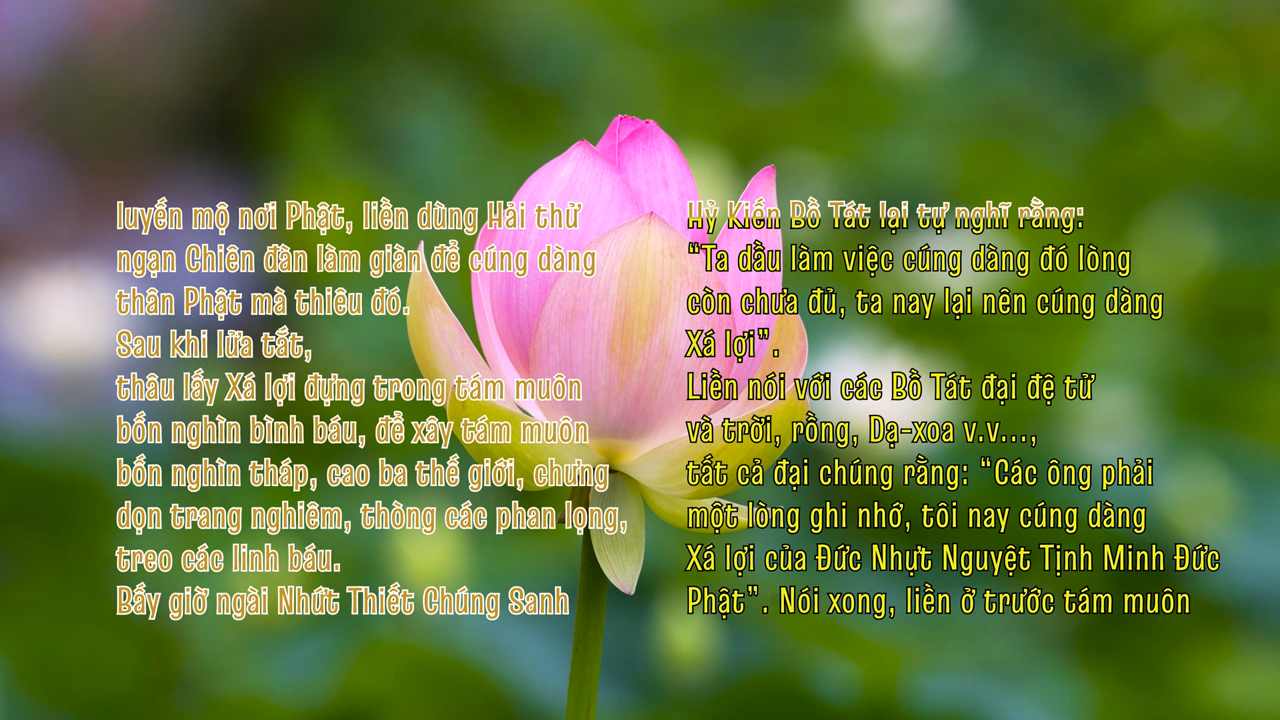 luyến mộ nơi Phật, liền dùng Hải thử
ngạn Chiên đàn làm giàn để cúng dàng
thân Phật mà thiêu đó.
Sau khi lửa tắt,
thâu lấy Xá lợi đựng trong tám muôn
bốn nghìn bình báu, để xây tám muôn
bốn nghìn tháp, cao ba thế giới, chưng
dọn trang nghiêm, thòng các phan lọng,
treo các linh báu.
Bấy giờ ngài Nhứt Thiết Chúng Sanh
Hỷ Kiến Bồ Tát lại tự nghĩ rằng:
“Ta dầu làm việc cúng dàng đó lòng
còn chưa đủ, ta nay lại nên cúng dàng
Xá lợi”.
Liền nói với các Bồ Tát đại đệ tử
và trời, rồng, Dạ-xoa v.v...,
tất cả đại chúng rằng: “Các ông phải
một lòng ghi nhớ, tôi nay cúng dàng
Xá lợi của Đức Nhựt Nguyệt Tịnh Minh Đức
Phật”. Nói xong, liền ở trước tám muôn